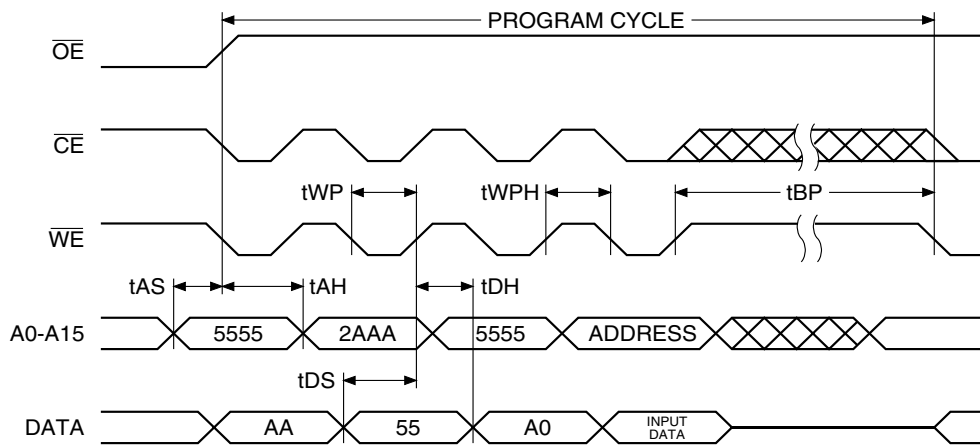 PROGRAM CYCLE
OE
CE
tWP
tWPH
tBP
WE
tAS
tAH
tDH
A0-A15
5555
2AAA
5555
ADDRESS
tDS
DATA
AA
55
A0
INPUT
DATA